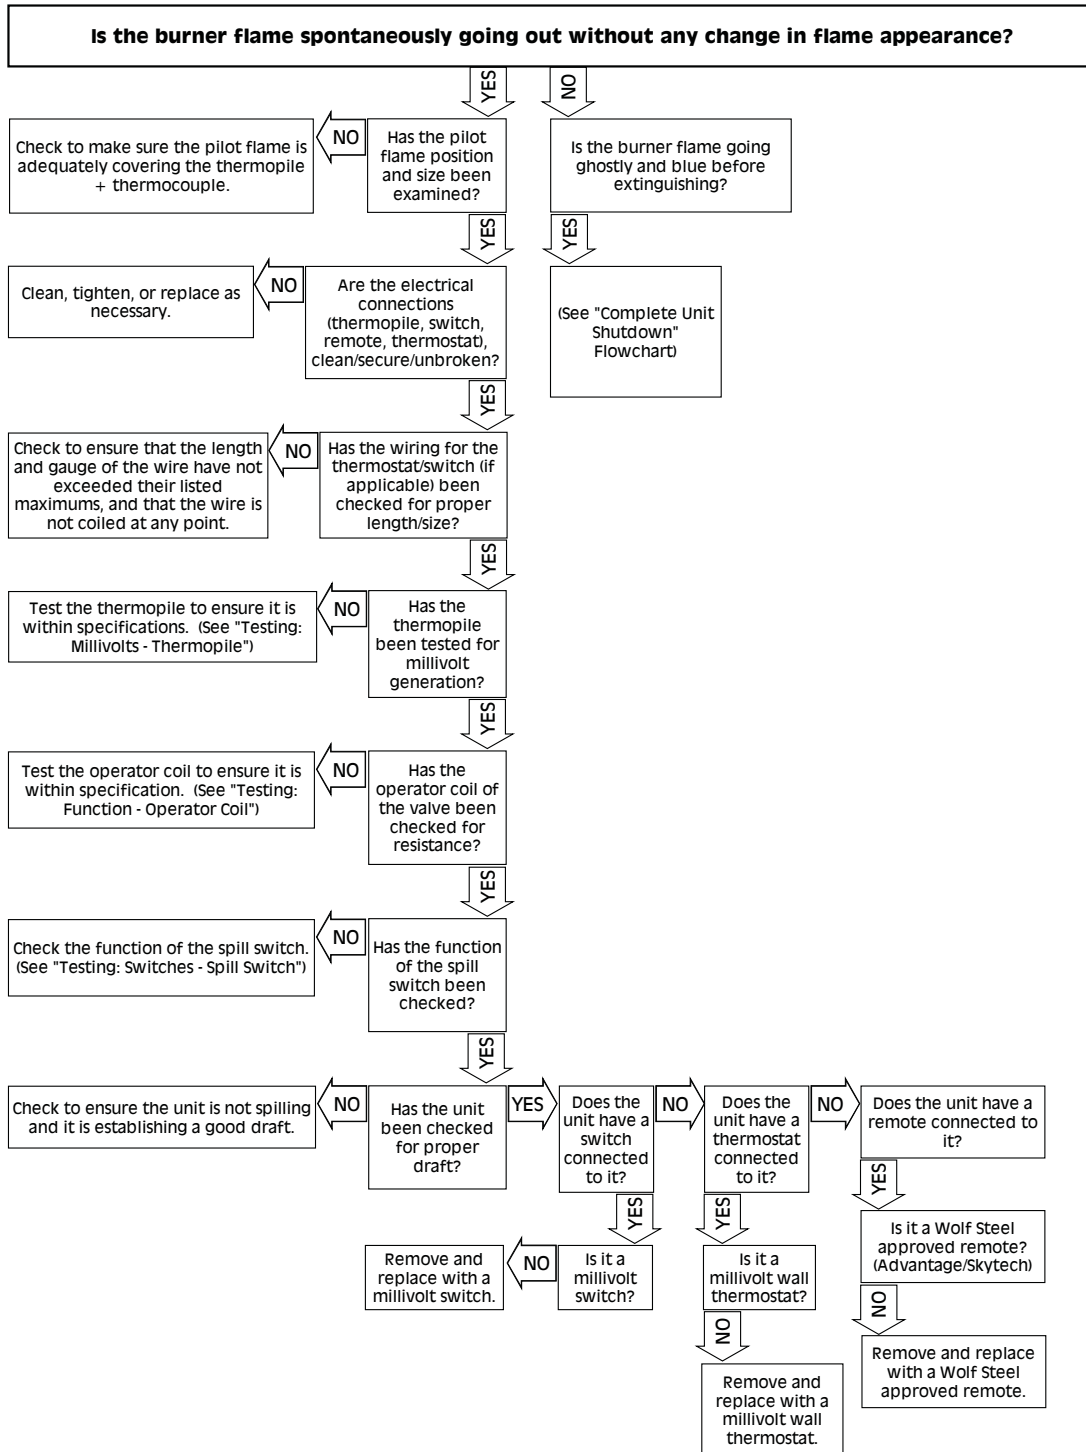 Is the burner flame spontaneously going out without any change in flame appearance?
YES
NO
Check to make sure the pilot flame is
adequately covering the thermopile
+ thermocouple.
NO
Has the pilot
flame position
and size been
examined?
Is the burner flame going
ghostly and blue before
extinguishing?
YES
YES
Clean, tighten, or replace as
necessary.
NO
Are the electrical
connections
(thermopile, switch,
remote, thermostat),
clean/secure/unbroken?
(See "Complete Unit
Shutdown"
Flowchart)
YES
Check to ensure that the length
and gauge of the wire have not
exceeded their listed
maximums, and that the wire is
not coiled at any point.
NO
Has the wiring for the
thermostat/switch (if
applicable) been
checked for proper
length/size?
YES
Test the thermopile to ensure it is
within specifications. (See "Testing:
Millivolts - Thermopile")
NO
Has the
thermopile
been tested for
millivolt
generation?
YES
Test the operator coil to ensure it is
within specification. (See "Testing:
Function - Operator Coil")
NO
Has the
operator coil of
the valve been
checked for
resistance?
YES
Check the function of the spill switch.
(See "Testing: Switches - Spill Switch")
NO
Has the function
of the spill
switch been
checked?
YES
Check to ensure the unit is not spilling
and it is establishing a good draft.
NO
Has the unit
been checked
for proper
draft?
YES
Does the
unit have a
switch
connected
to it?
NO
Does the
unit have a
thermostat
connected
to it?
NO
Does the unit have a
remote connected to
it?
YES
YES
YES
Remove and
replace with a
millivolt switch.
NO
Is it a
millivolt
switch?
Is it a
millivolt wall
thermostat?
Is it a Wolf Steel
approved remote?
(Advantage/Skytech)
NO
NO
Remove and
replace with a
millivolt wall
thermostat.
Remove and replace
with a Wolf Steel
approved remote.